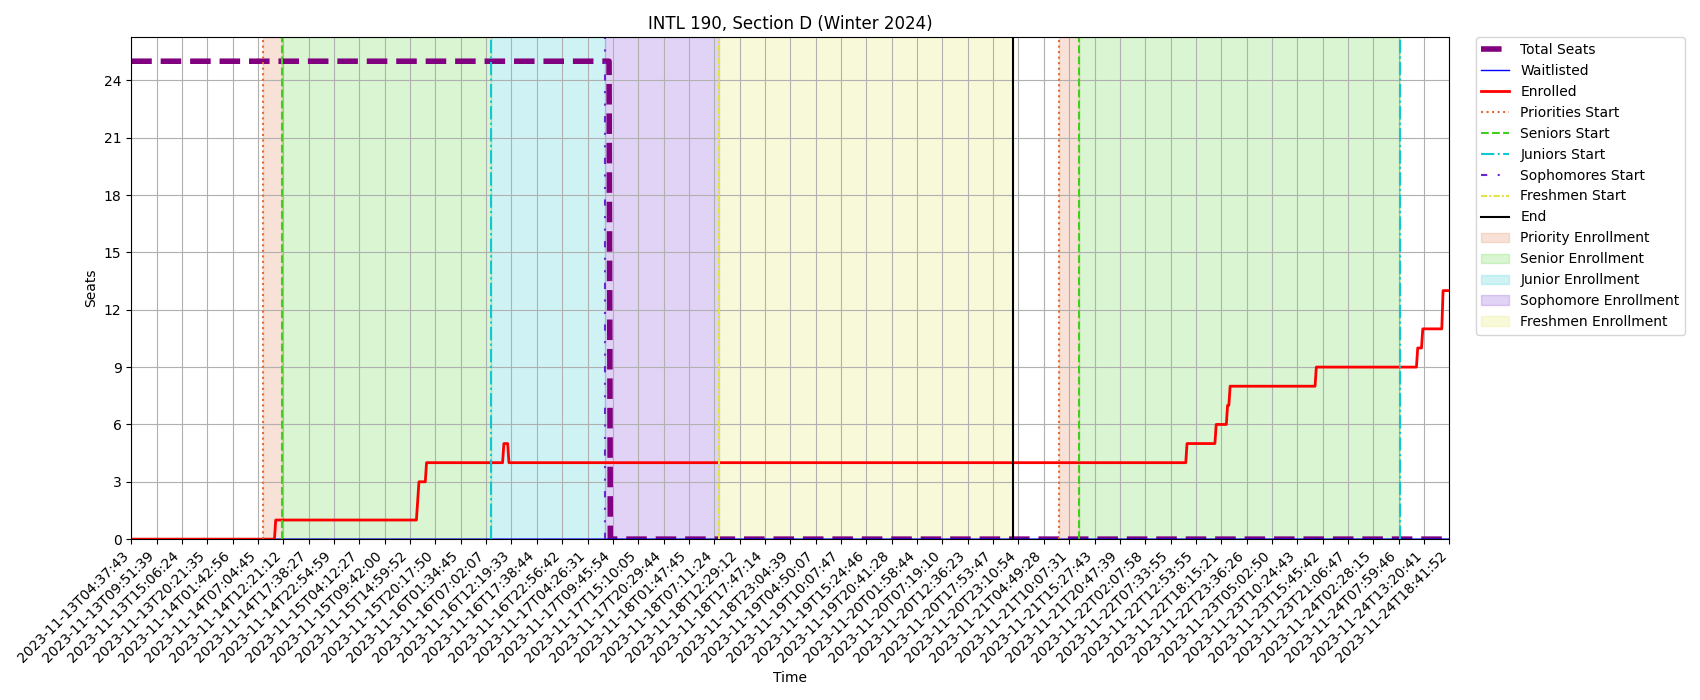 INTL 190, Section D (Winter 2024)
Total Seats
Waitlisted
Enrolled
Priorities Start
Seniors Start
Juniors Start
Sophomores Start
Freshmen Start
End
Priority Enrollment
Senior Enrollment
Junior Enrollment
Sophomore Enrollment
Freshmen Enrollment
Seats
24
21
18
15
12
9
6
3
0
2023-11-13T04:37:43
2023-11-13T09:51:39
2023-11-13T15:06:24
2023-11-13T20:21:35
2023-11-14T01:42:56
2023-11-14T07:04:45
2023-11-14T12:21:12
2023-11-14T17:38:27
2023-11-14T22:54:59
2023-11-15T04:12:27
2023-11-15T09:42:00
2023-11-15T14:59:52
2023-11-15T20:17:50
2023-11-16T01:34:45
2023-11-16T07:02:07
2023-11-16T12:19:33
2023-11-16T17:38:44
2023-11-16T22:56:42
2023-11-17T04:26:31
2023-11-17T09:45:54
2023-11-17T15:10:05
2023-11-17T20:29:44
2023-11-18T01:47:45
2023-11-18T07:11:24
2023-11-18T12:29:12
2023-11-18T17:47:14
2023-11-18T23:04:39
2023-11-19T04:50:07
2023-11-19T10:07:47
2023-11-19T15:24:46
2023-11-19T20:41:28
2023-11-20T01:58:44
2023-11-20T07:19:10
2023-11-20T12:36:23
2023-11-20T17:53:47
2023-11-20T23:10:54
2023-11-21T04:49:28
2023-11-21T10:07:31
2023-11-21T15:27:43
2023-11-21T20:47:39
2023-11-22T02:07:58
2023-11-22T07:33:55
2023-11-22T12:53:55
2023-11-22T18:15:21
2023-11-22T23:36:26
2023-11-23T05:02:50
2023-11-23T10:24:43
2023-11-23T15:45:42
2023-11-23T21:06:47
2023-11-24T02:28:15
2023-11-24T07:59:46
2023-11-24T13:20:41
2023-11-24T18:41:52
Time